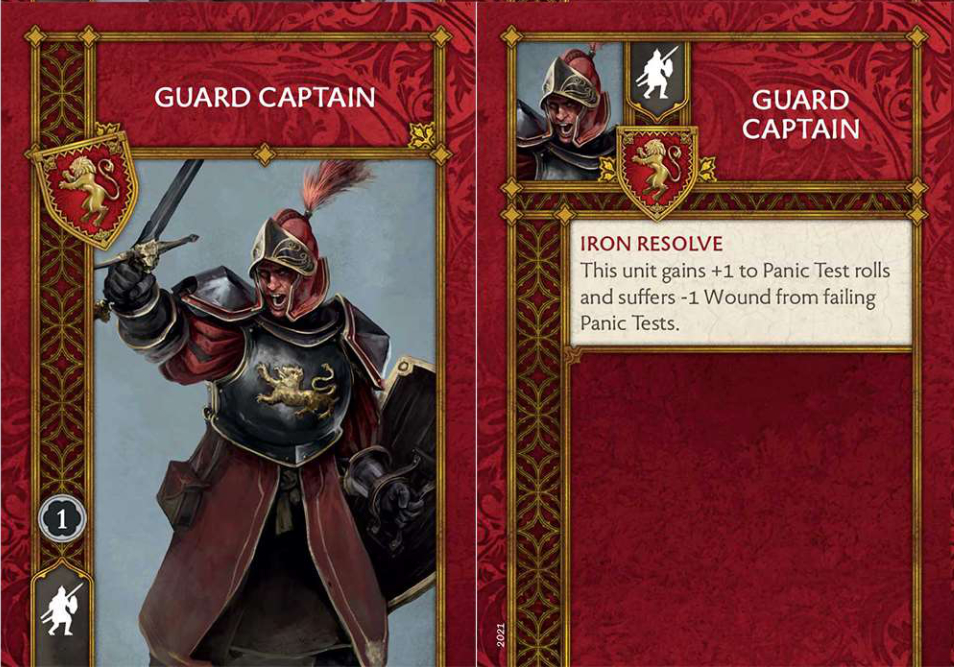 GUARD CAPTAIN
1
GUARD
CAPTAIN
IRON RESOLVE
This unit gains +1 to Panic Test rolls
and suffers -1 Wound from failing
Panic Tests.
2021